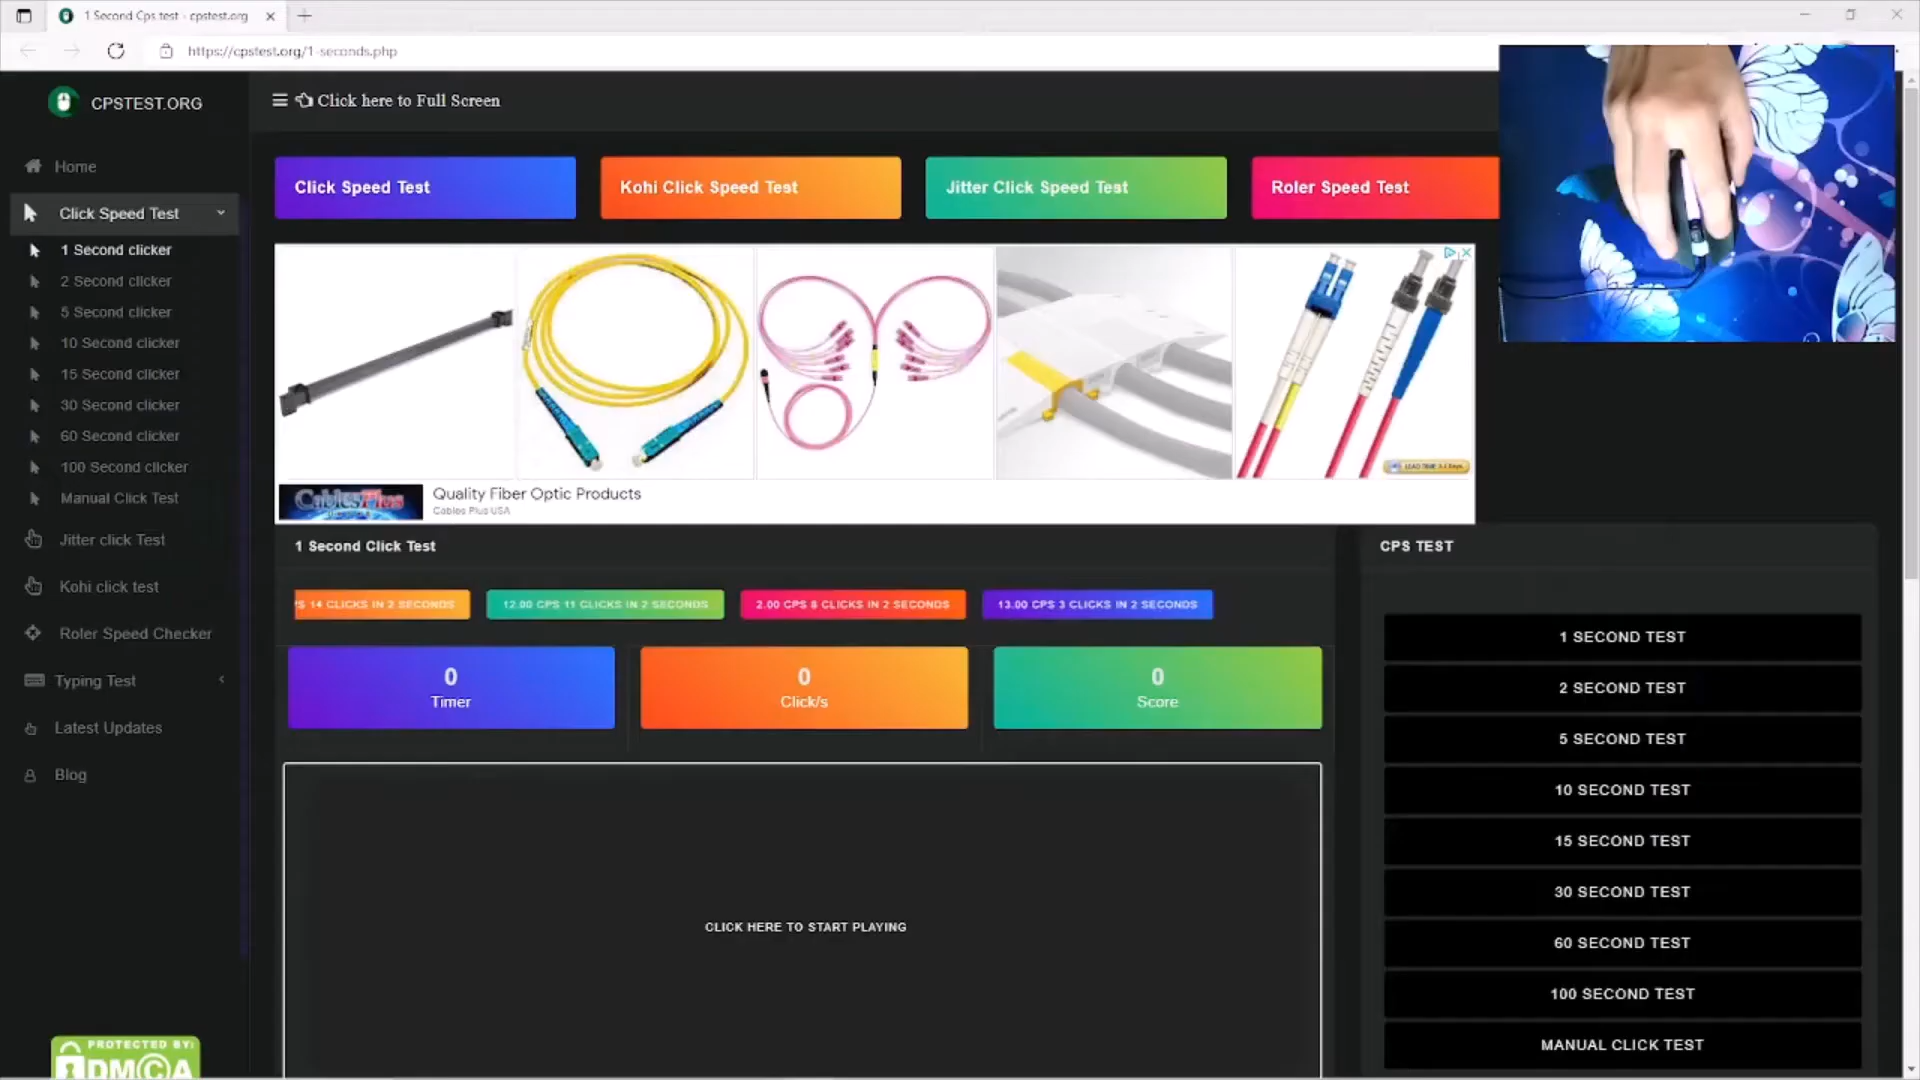 1 Second Cps test - cpstest.org
https://cpstest.org/1-seconds.php
CPSTEST.ORG
Click here to Full Screen
Home
Click Speed Test
1 Second clicker
2 Second clicker
5 Second clicker
10 Second clicker
15 Second clicker
30 Second clicker
60 Second clicker
100 Second clicker
Manual Click Test
Jitter click Test
Kohi click test
Roler Speed Checker
Typing Test
Latest Updates
Blog
PROTECTED BY:
DMCA
Click Speed Test
Kohi Click Speed Test
Jitter Click Speed Test
Roler Speed Test
CablesPlus
Quality Fiber Optic Products
Cables Plus USA
1 Second Click Test
PS 14 CLICKS IN 2 SECONDS
12.00 CPS 11 CLICKS IN 2 SECONDS
2.00 CPS 8 CLICKS IN 2 SECONDS
13.00 CPS 3 CLICKS IN 2 SECONDS
0
Timer
0
Click/s
0
Score
CLICK HERE TO START PLAYING
CPS TEST
1 SECOND TEST
2 SECOND TEST
5 SECOND TEST
10 SECOND TEST
15 SECOND TEST
30 SECOND TEST
60 SECOND TEST
100 SECOND TEST
MANUAL CLICK TEST